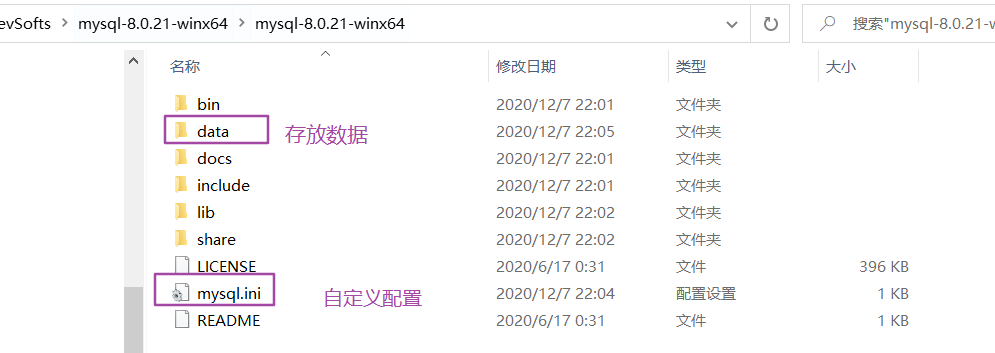 evSofts > mysql-8.0.21-winx64 > mysql-8.0.21-winx64 搜索"mysql-8.0.21-w
名称 修改日期 类型 大小
bin 2020/12/7 22:01 文件夹
data 存放数据 2020/12/7 22:05 文件夹
docs 2020/12/7 22:01 文件夹
include 2020/12/7 22:01 文件夹
lib 2020/12/7 22:02 文件夹
share 2020/12/7 22:02 文件夹
LICENSE 2020/6/17 0:31 文件 396 KB
mysql.ini 自定义配置 2020/12/7 22:04 配置设置 1 KB
README 2020/6/17 0:31 文件 1 KB